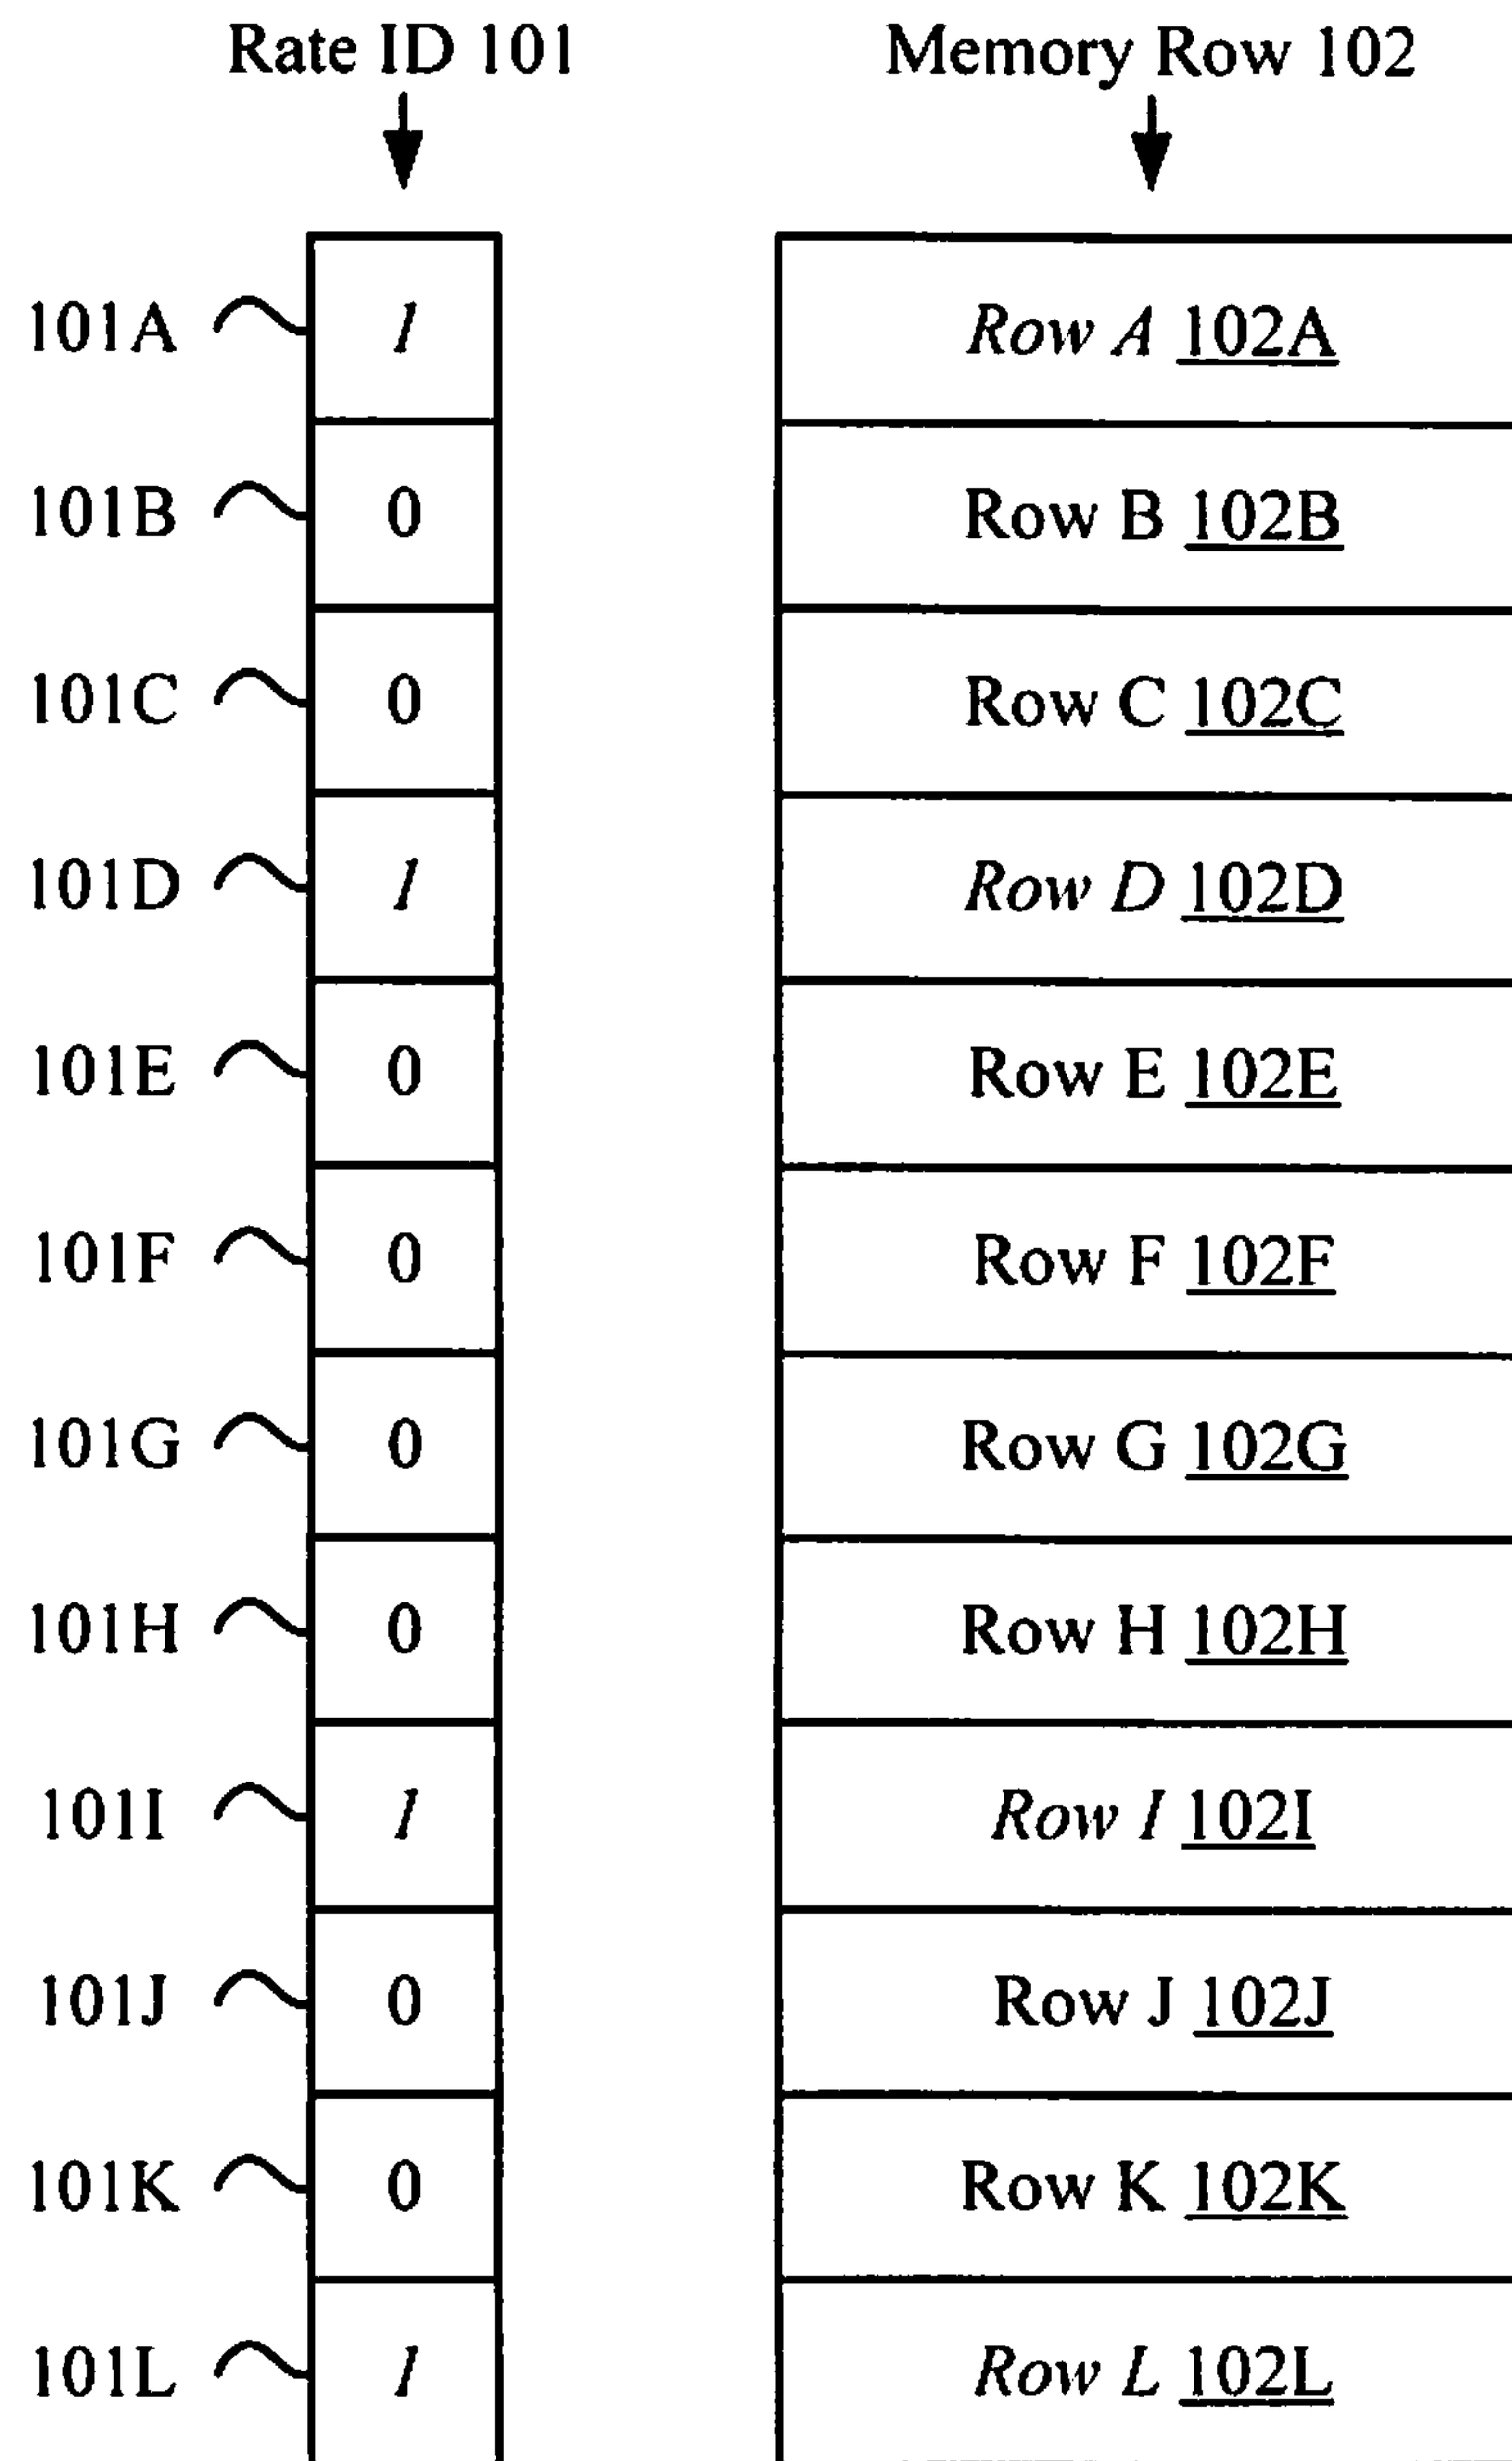 Rate ID 101 Memory Row 102
101A 1 Row A 102A
101B 0 Row B 102B
101C 0 Row C 102C
101D 1 Row D 102D
101E 0 Row E 102E
101F 0 Row F 102F
101G 0 Row G 102G
101H 0 Row H 102H
101I 1 Row I 102I
101J 0 Row J 102J
101K 0 Row K 102K
101L 1 Row L 102L